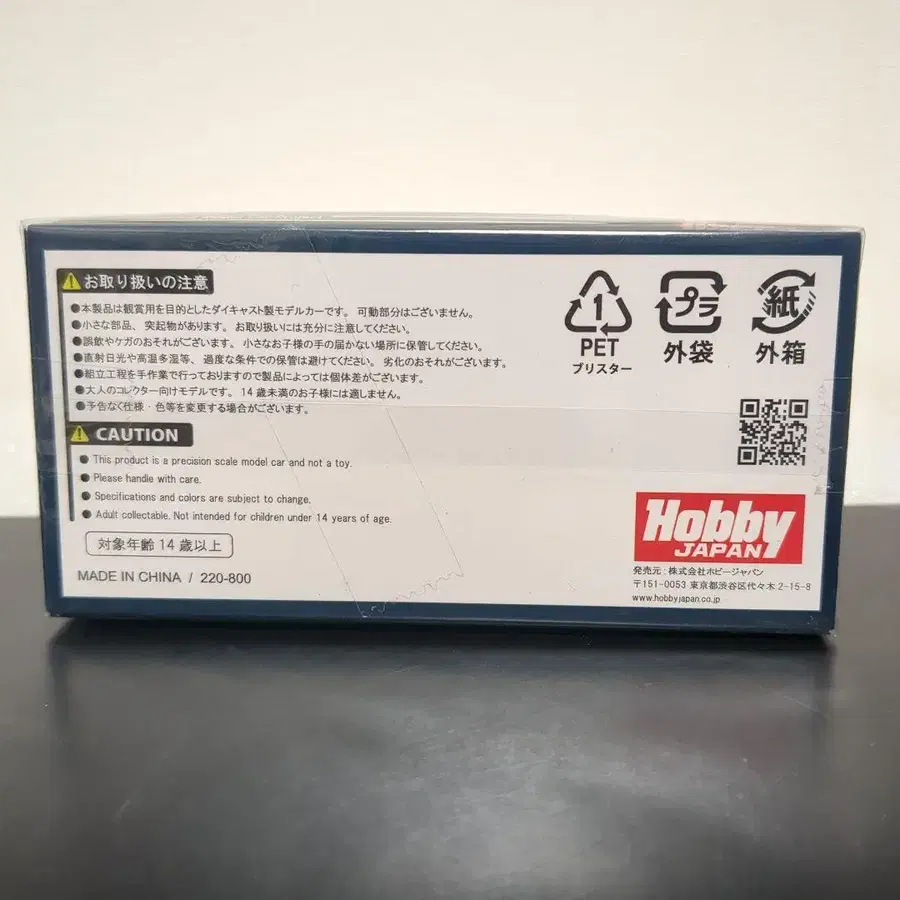 お取り扱いの注意
●本製品は観賞用を目的としたダイキャスト製モデルカーです。 可動部分はございません。
●小さな部品、 突起物があります。 お取り扱いには充分に注意してください。
●誤飲やケガのおそれがございます。 小さなお子様の手の届かない場所に保管してください。
●直射日光や高温多湿等、 過度な条件での保管は避けてください。 劣化のおそれがございます。
●組立工程を手作業で行っておりますので製品によっては個体差がございます。
●大人のコレクター向けモデルです。 14 歳未満のお子様には適しません。
●予告なく仕様・色等を変更する場合がございます。
CAUTION
● This product is a precision scale model car and not a toy.
● Please handle with care.
● Specifications and colors are subject to change.
● Adult collectable. Not intended for children under 14 years of age.
対象年齢 14 歳以上
MADE IN CHINA / 220-800
1
PET
ブリスター
プラ
外袋
紙
外箱
Hobby
JAPAN
発売元 : 株式会社ホビージャパン
〒151-0053 東京都渋谷区代々木 2-15-8
www.hobbyjapan.co.jp